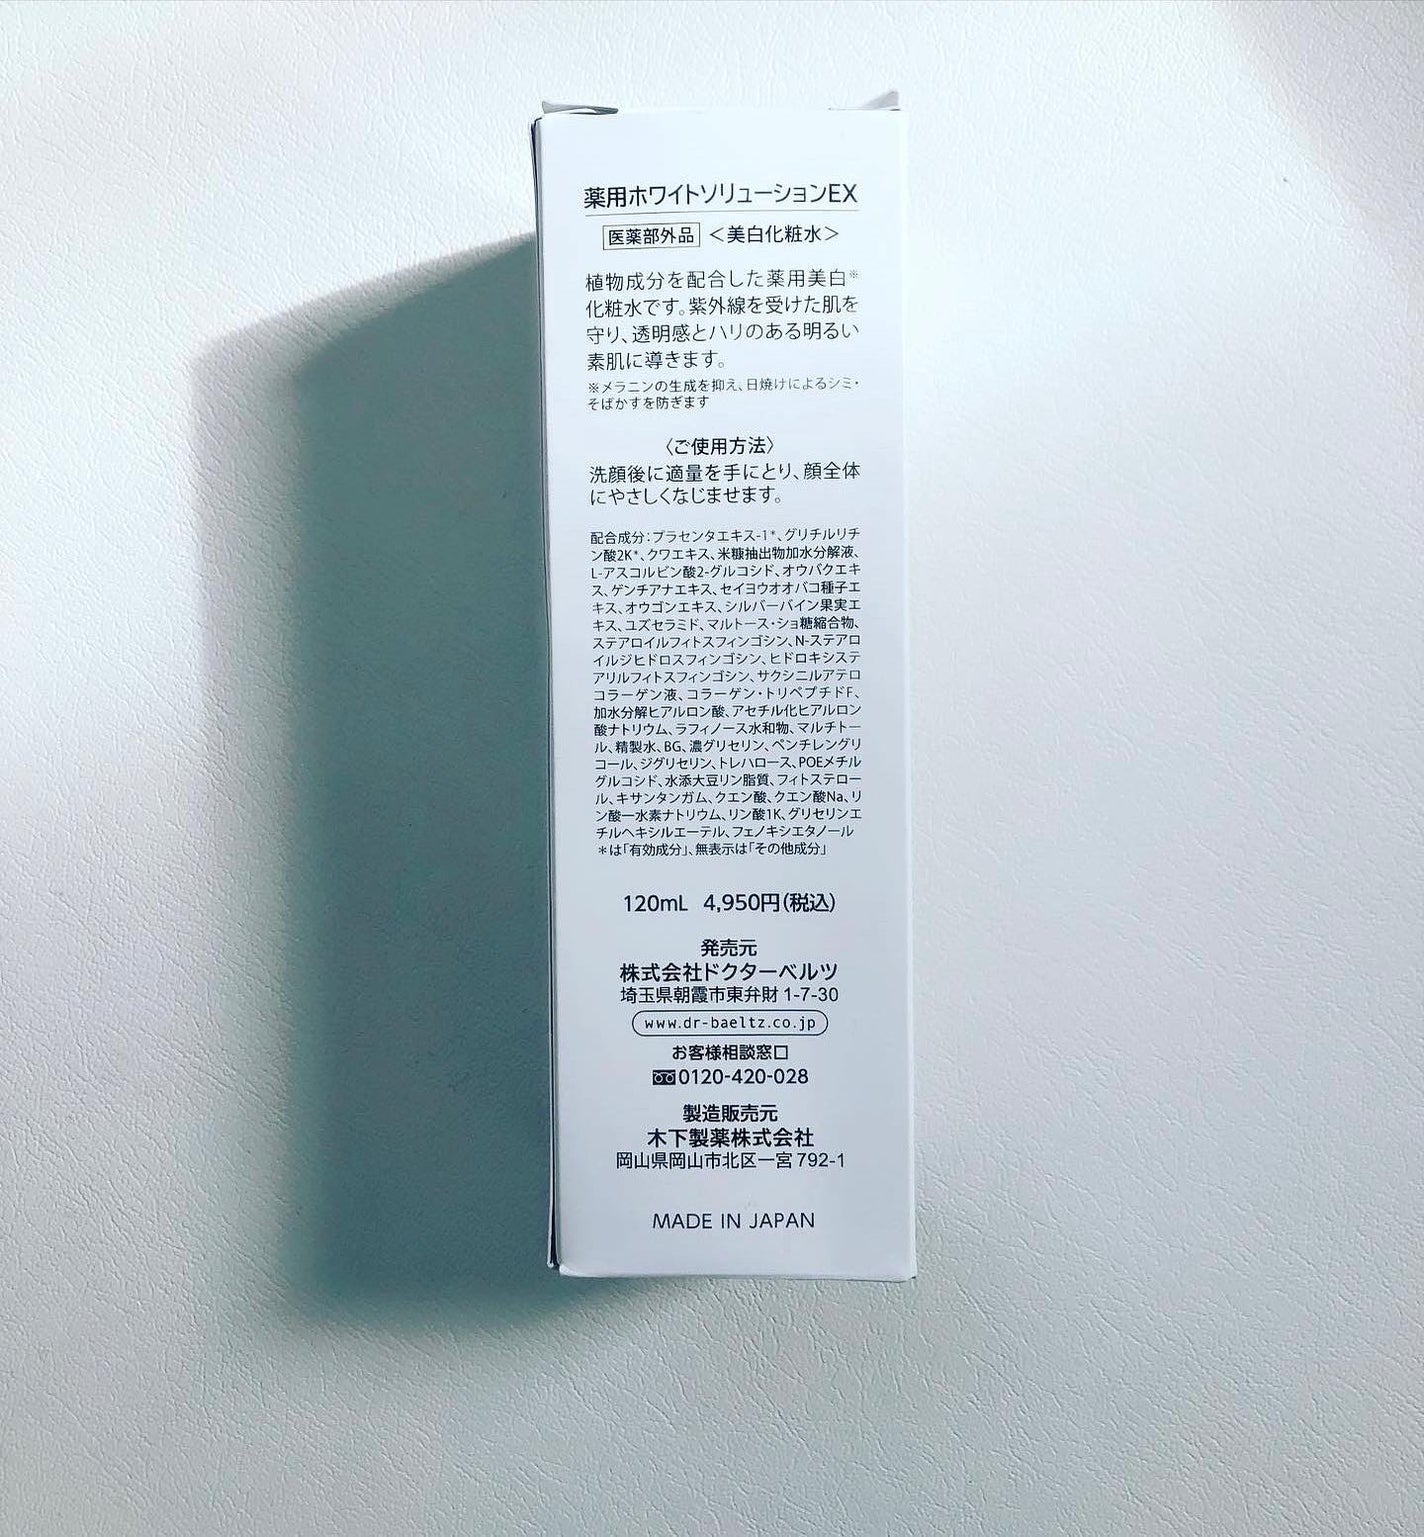 薬用ホワイトソリューションEX
医薬部外品 ＜美白化粧水＞
植物成分を配合した薬用美白※
化粧水です。紫外線を受けた肌を
守り、透明感とハリのある明るい
素肌に導きます。
※メラニンの生成を抑え、日焼けによるシミ・
そばかすを防ぎます
〈ご使用方法〉
洗顔後に適量を手にとり、顔全体
にやさしくなじませます。
配合成分：プラセンタエキス-1*、グリチルリチ
ン酸2K*、クワエキス、米糠抽出物加水分解液、
L-アスコルビン酸2-グルコシド、オウバクエキ
ス、ゲンチアナエキス、セイヨウオオバコ種子エ
キス、オウゴンエキス、シルバーバイン果実エ
キス、ユズセラミド、マルトース・ショ糖縮合物、
ステアロイルフィトスフィンゴシン、N-ステアロ
イルジヒドロスフィンゴシン、ヒドロキシステ
アリルフィトスフィンゴシン、サクシニルアテロ
コラーゲン液、コラーゲン・トリペプチドF、
加水分解ヒアルロン酸、アセチル化ヒアルロン
酸ナトリウム、ラフィノース水和物、マルチトー
ル、精製水、BG、濃グリセリン、ペンチレングリ
コール、ジグリセリン、トレハロース、POEメチル
グルコシド、水添大豆リン脂質、フィトステロー
ル、キサンタンガム、クエン酸、クエン酸Na、リ
ン酸一水素ナトリウム、リン酸1K、グリセリンエ
チルヘキシルエーテル、フェノキシエタノール
＊は「有効成分」、無表示は「その他成分」
120mL 4,950円(税込)
発売元
株式会社ドクターベルツ
埼玉県朝霞市東弁財 1-7-30
www.dr-baeltz.co.jp
お客様相談窓口
0120-420-028
製造販売元
木下製薬株式会社
岡山県岡山市北区一宮 792-1
MADE IN JAPAN